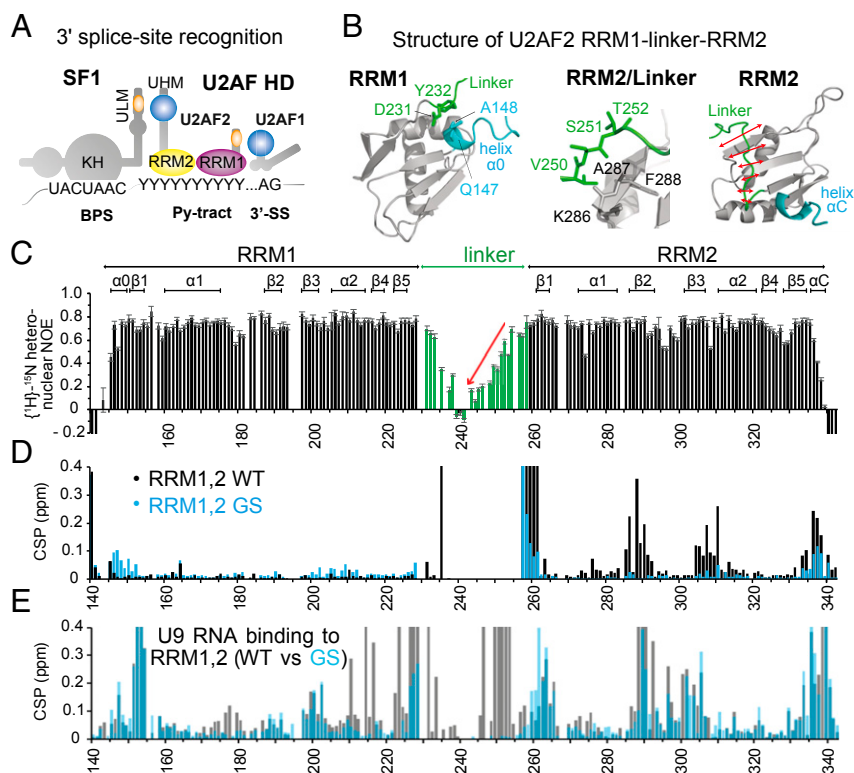 A
3' splice-site recognition
SF1
ULM
UHM
U2AF HD
U2AF2
U2AF1
KH
RRM2
RRM1
UACUAAC
YYYYYYYYY...AG
BPS
Py-tract
3'-SS
B
Structure of U2AF2 RRM1-linker-RRM2
RRM1
Y232
Linker
D231
A148
helix
α0
Q147
RRM2/Linker
T252
S251
V250
A287
F288
K286
RRM2
Linker
helix
αC
C
RRM1
linker
RRM2
α0 β1 α1 β2 β3 α2 β4 β5 β1 α1 β2 β3 α2 β4 β5 αC
{¹H}-¹⁵N hetero-
nuclear NOE
1.0
0.8
0.6
0.4
0.2
0
- 0.2
160 180 200 220 240 260 280 300 320
D
• RRM1,2 WT
• RRM1,2 GS
CSP (ppm)
0.4
0.3
0.2
0.1
0
140 160 180 200 220 240 260 280 300 320 340
E
U9 RNA binding to
RRM1,2 (WT vs GS)
CSP (ppm)
0.4
0.3
0.2
0.1
0
140 160 180 200 220 240 260 280 300 320 340